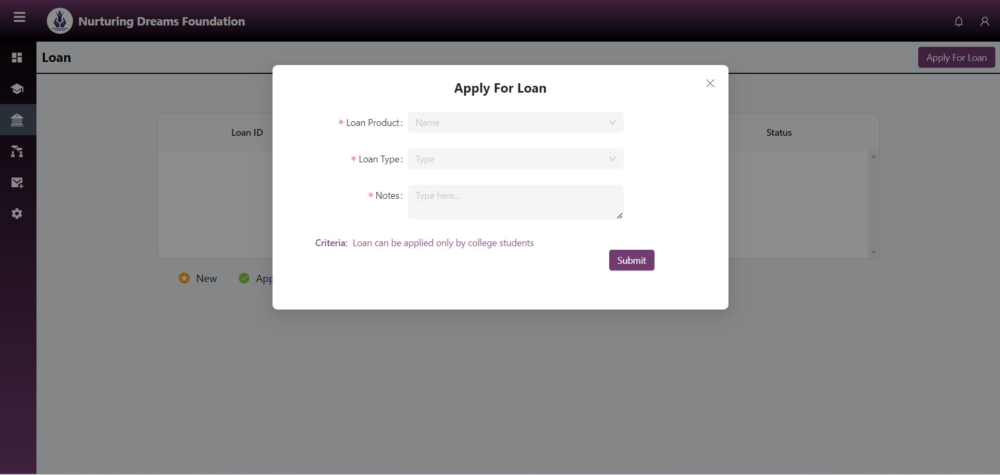 Nurturing Dreams Foundation
Loan
Apply For Loan
Apply For Loan
* Loan Product:
Name
Loan ID
Status
* Loan Type:
Type
* Notes:
Type here...
Criteria: Loan can be applied only by college students
Submit
New
App